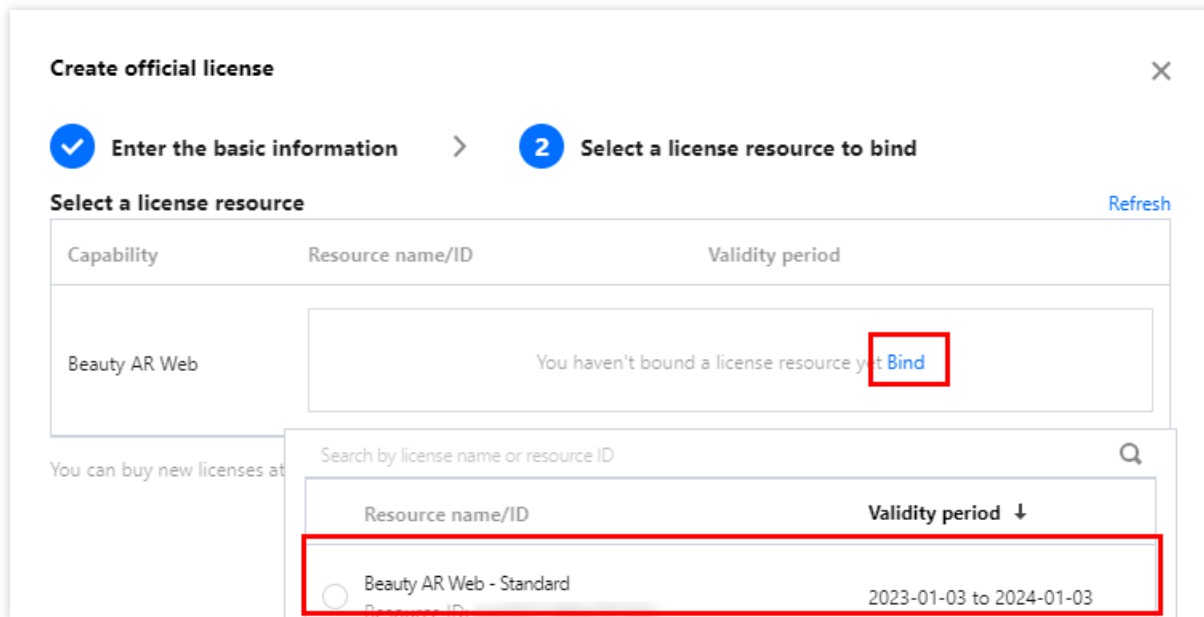 Create official license
Enter the basic information
2 Select a license resource to bind
Select a license resource
Refresh
Capability Resource name/ID Validity period
Beauty AR Web
You haven't bound a license resource yet Bind
You can buy new licenses at
Search by license name or resource ID
Resource name/ID Validity period ↓
Beauty AR Web - Standard
2023-01-03 to 2024-01-03
Resource ID: